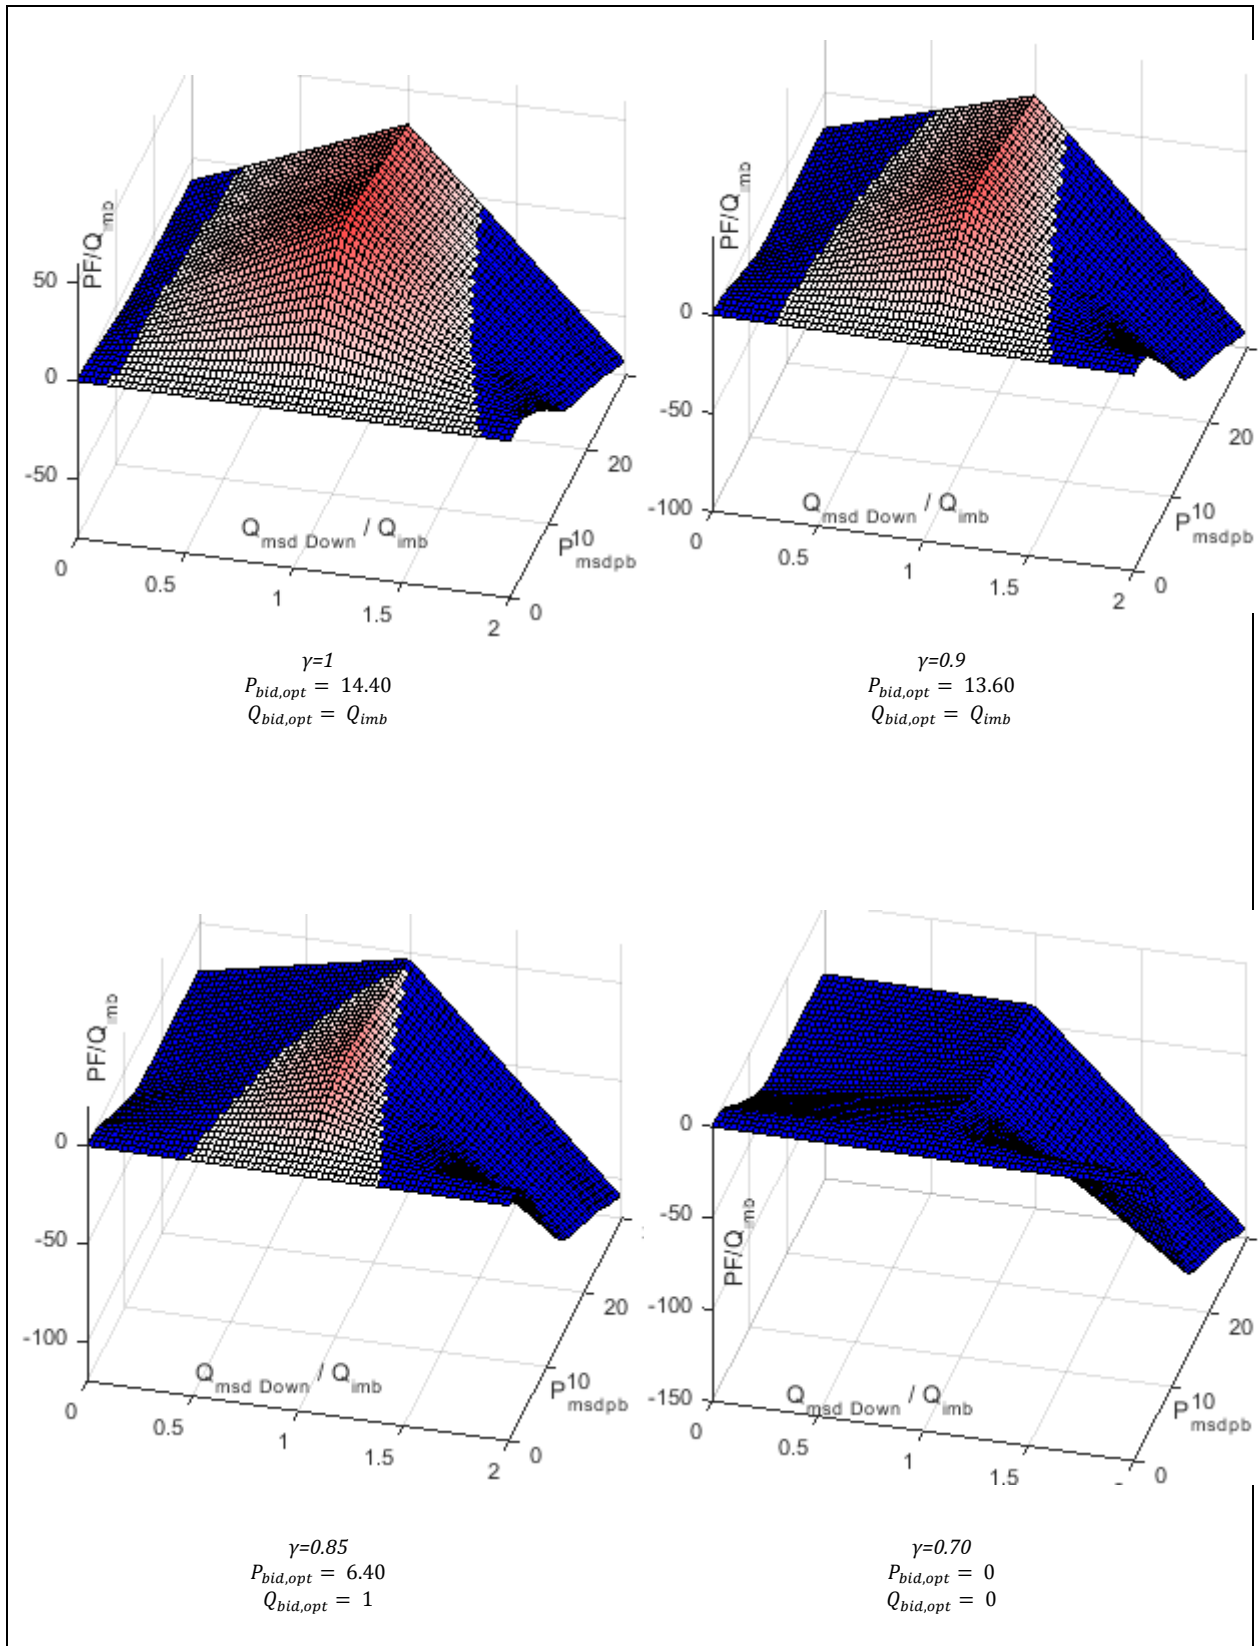 PF/Q_imb
50
0
-50
0
0.5
1
1.5
2
Q_msd Down / Q_imb
0
10
20
P_msdpb
γ=1
P_bid,opt = 14.40
Q_bid,opt = Q_imb
PF/Q_imb
0
-50
-100
0
0.5
1
1.5
2
Q_msd Down / Q_imb
0
10
20
P_msdpb
γ=0.9
P_bid,opt = 13.60
Q_bid,opt = Q_imb
PF/Q_imb
0
-50
-100
0
0.5
1
1.5
2
Q_msd Down / Q_imb
0
10
20
P_msdpb
γ=0.85
P_bid,opt = 6.40
Q_bid,opt = 1
PF/Q_imb
0
-50
-100
-150
0
0.5
1
1.5
Q_msd Down / Q_imb
0
10
20
P_msdpb
γ=0.70
P_bid,opt = 0
Q_bid,opt = 0